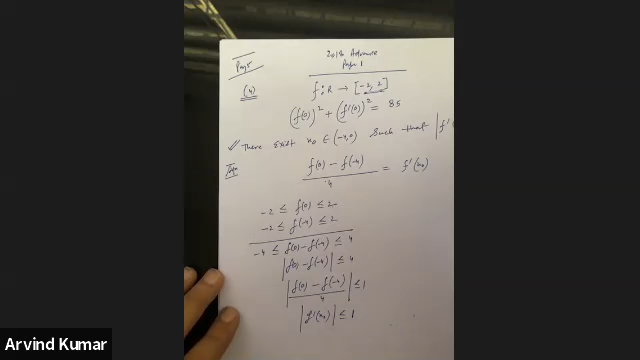 Page 5
2018 Advance
Paper 1
(4)
f: R → [-2, 2]
(f(0))² + (f'(0))² = 85
✓ There exist x₀ ∈ (-4,0) Such that |f'(
True
f(0) - f(-4) / 4 = f'(x₀)
-2 ≤ f(0) ≤ 2
-2 ≤ f(-4) ≤ 2
-4 ≤ f(0) - f(-4) ≤ 4
|f(0) - f(-4)| ≤ 4
|f(0) - f(-4) / 4| ≤ 1
|f'(x₀)| ≤ 1
Arvind Kumar